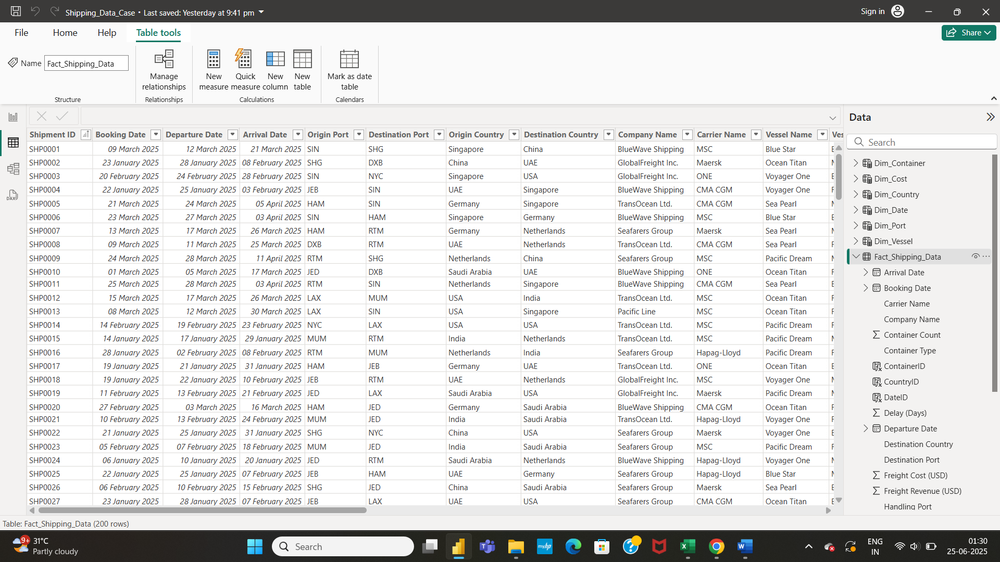 Shipping_Data_Case • Last saved: Yesterday at 9:41 pm
Sign in
File Home Help Table tools
Share
Name Fact_Shipping_Data
Manage relationships
New measure
Quick measure
New column
New table
Mark as date table
Structure Relationships Calculations Calendars
Shipment ID Booking Date Departure Date Arrival Date Origin Port Destination Port Origin Country Destination Country Company Name Carrier Name Vessel Name Ves
SHP0001 09 March 2025 12 March 2025 21 March 2025 SIN SHG Singapore China BlueWave Shipping MSC Blue Star
SHP0002 23 January 2025 28 January 2025 08 February 2025 SHG DXB China UAE GlobalFreight Inc. Maersk Ocean Titan
SHP0003 20 February 2025 24 February 2025 28 February 2025 SIN NYC Singapore USA GlobalFreight Inc. ONE Voyager One
SHP0004 22 January 2025 25 January 2025 03 February 2025 JEB SIN UAE Singapore BlueWave Shipping CMA CGM Voyager One
SHP0005 21 March 2025 24 March 2025 05 April 2025 HAM SIN Germany Singapore TransOcean Ltd. CMA CGM Sea Pearl
SHP0006 23 March 2025 27 March 2025 03 April 2025 SIN HAM Singapore Germany BlueWave Shipping MSC Blue Star
SHP0007 13 March 2025 17 March 2025 26 March 2025 HAM RTM Germany Netherlands Seafarers Group Maersk Sea Pearl
SHP0008 09 March 2025 11 March 2025 25 March 2025 DXB RTM UAE Netherlands TransOcean Ltd. CMA CGM Sea Pearl
SHP0009 24 March 2025 28 March 2025 11 April 2025 RTM SHG Netherlands China Seafarers Group MSC Pacific Dream
SHP0010 01 March 2025 05 March 2025 17 March 2025 JED DXB Saudi Arabia UAE BlueWave Shipping ONE Ocean Titan
SHP0011 25 March 2025 28 March 2025 03 April 2025 RTM SIN Netherlands Singapore BlueWave Shipping CMA CGM Sea Pearl
SHP0012 15 March 2025 17 March 2025 26 March 2025 LAX MUM USA India TransOcean Ltd. MSC Ocean Titan
SHP0013 08 March 2025 12 March 2025 30 March 2025 LAX SIN USA Singapore Pacific Line MSC Ocean Titan
SHP0014 14 February 2025 19 February 2025 23 February 2025 NYC LAX USA USA TransOcean Ltd. MSC Pacific Dream
SHP0015 14 January 2025 17 January 2025 29 January 2025 MUM RTM India Netherlands TransOcean Ltd. MSC Pacific Dream
SHP0016 28 January 2025 02 February 2025 08 February 2025 RTM MUM Netherlands India Seafarers Group Hapag-Lloyd Pacific Dream
SHP0017 19 January 2025 21 January 2025 31 January 2025 HAM JEB Germany UAE TransOcean Ltd. ONE Ocean Titan
SHP0018 19 January 2025 22 January 2025 10 February 2025 JEB RTM UAE Netherlands GlobalFreight Inc. MSC Voyager One
SHP0019 11 February 2025 13 February 2025 21 February 2025 JED LAX Saudi Arabia USA GlobalFreight Inc. Maersk Pacific Dream
SHP0020 27 February 2025 03 March 2025 16 March 2025 HAM JED Germany Saudi Arabia BlueWave Shipping CMA CGM Ocean Titan
SHP0021 10 February 2025 13 February 2025 24 February 2025 MUM JED India Saudi Arabia TransOcean Ltd. Hapag-Lloyd Voyager One
SHP0022 21 January 2025 25 January 2025 31 January 2025 SHG NYC China USA Seafarers Group Maersk Voyager One
SHP0023 05 February 2025 07 February 2025 18 February 2025 MUM JED India Saudi Arabia Seafarers Group MSC Pacific Dream
SHP0024 06 January 2025 10 January 2025 20 January 2025 JED RTM Saudi Arabia Netherlands BlueWave Shipping Hapag-Lloyd Voyager One
SHP0025 22 January 2025 25 January 2025 07 February 2025 JEB HAM UAE Germany Seafarers Group Hapag-Lloyd Blue Star
SHP0026 06 February 2025 10 February 2025 15 February 2025 SHG JED China Saudi Arabia Seafarers Group Maersk Sea Pearl
SHP0027 23 January 2025 28 January 2025 07 February 2025 JEB LAX UAE USA Seafarers Group CMA CGM Ocean Titan
Data
Search
Dim_Container
Dim_Cost
Dim_Country
Dim_Date
Dim_Port
Dim_Vessel
Fact_Shipping_Data
Arrival Date
Booking Date
Carrier Name
Company Name
Container Count
Container Type
ContainerID
CountryID
DateID
Delay (Days)
Departure Date
Destination Country
Destination Port
Freight Cost (USD)
Freight Revenue (USD)
Handling Port
Table: Fact_Shipping_Data (200 rows)
9+ 31°C
Partly cloudy
Search
myhp
ENG
IN
01:30
25-06-2025